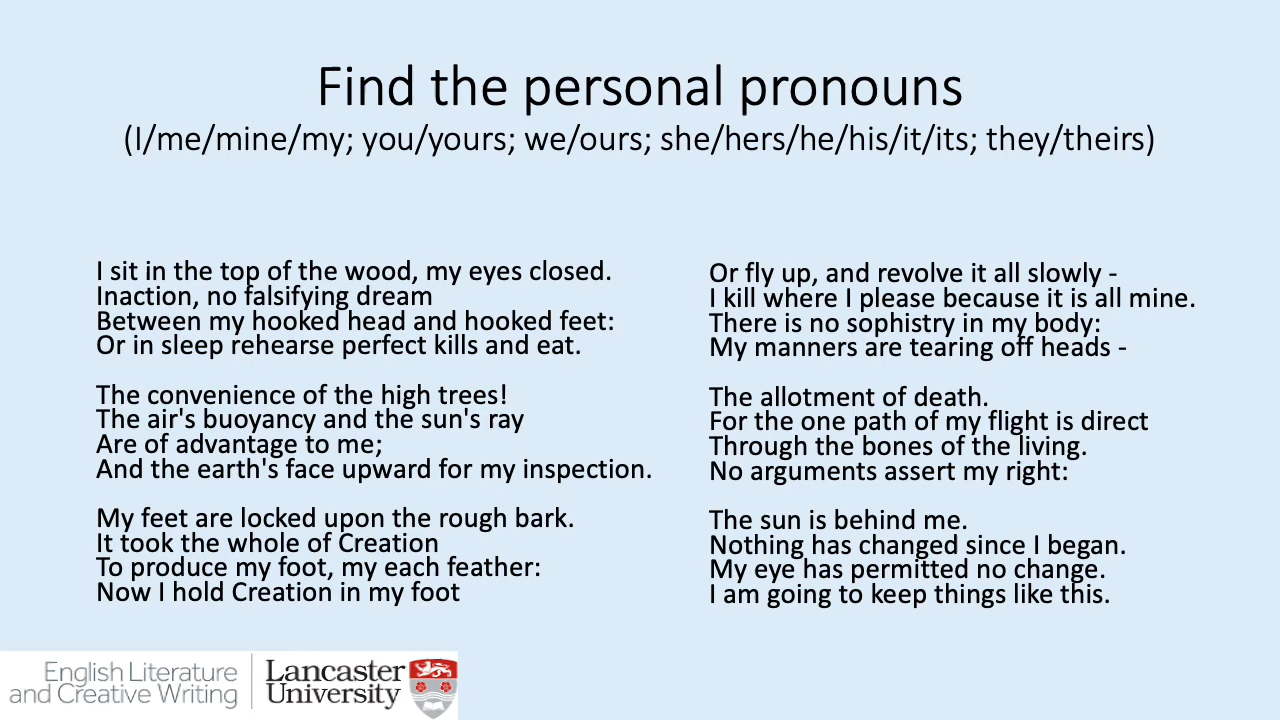 Find the personal pronouns
(I/me/mine/my; you/yours; we/ours; she/hers/he/his/it/its; they/theirs)
I sit in the top of the wood, my eyes closed.
Inaction, no falsifying dream
Between my hooked head and hooked feet:
Or in sleep rehearse perfect kills and eat.
The convenience of the high trees!
The air's buoyancy and the sun's ray
Are of advantage to me;
And the earth's face upward for my inspection.
My feet are locked upon the rough bark.
It took the whole of Creation
To produce my foot, my each feather:
Now I hold Creation in my foot
Or fly up, and revolve it all slowly -
I kill where I please because it is all mine.
There is no sophistry in my body:
My manners are tearing off heads -
The allotment of death.
For the one path of my flight is direct
Through the bones of the living.
No arguments assert my right:
The sun is behind me.
Nothing has changed since I began.
My eye has permitted no change.
I am going to keep things like this.
English Literature
and Creative Writing
Lancaster
University